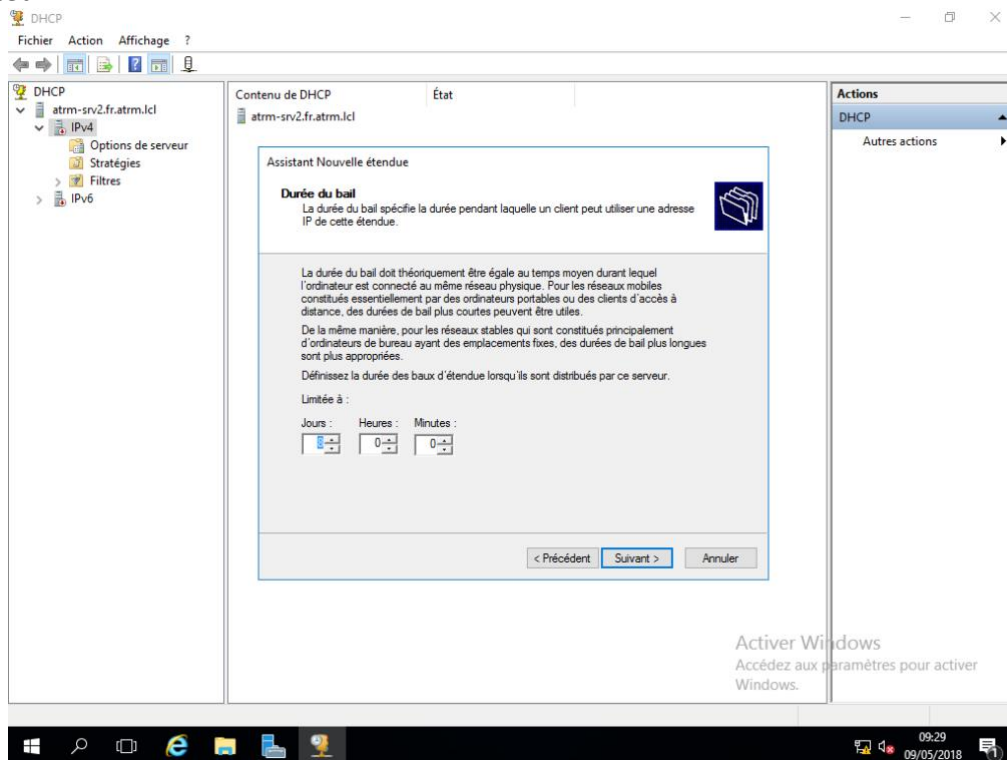 DHCP
Fichier Action Affichage ?
DHCP
atrm-srv2.fr.atrm.lcl
IPv4
Options de serveur
Stratégies
Filtres
IPv6
Contenu de DHCP État
atrm-srv2.fr.atrm.lcl
Assistant Nouvelle étendue
Durée du bail
La durée du bail spécifie la durée pendant laquelle un client peut utiliser une adresse
IP de cette étendue.
La durée du bail doit théoriquement être égale au temps moyen durant lequel
l'ordinateur est connecté au même réseau physique. Pour les réseaux mobiles
constitués essentiellement par des ordinateurs portables ou des clients d'accès à
distance, des durées de bail plus courtes peuvent être utiles.
De la même manière, pour les réseaux stables qui sont constitués principalement
d'ordinateurs de bureau ayant des emplacements fixes, des durées de bail plus longues
sont plus appropriées.
Définissez la durée des baux d'étendue lorsqu'ils sont distribués par ce serveur.
Limitée à :
Jours : Heures : Minutes :
8 0 0
< Précédent Suivant > Annuler
Actions
DHCP
Autres actions
Activer Windows
Accédez aux paramètres pour activer
Windows.
09:29
09/05/2018
1